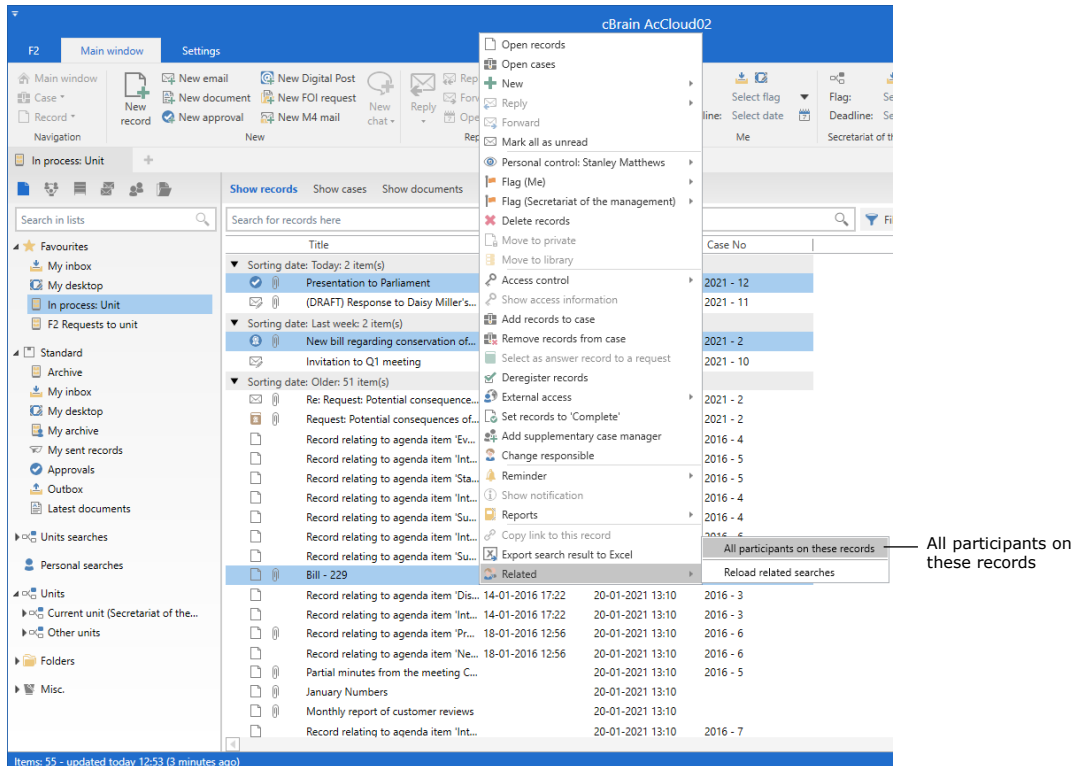 cBrain AcCloud02
F2 Main window Settings
Main window
Case
Record
Navigation
New record
New email
New document
New approval
New Digital Post
New FOI request
New M4 mail
New chat
New
Reply
Rep
Forw
Ope
Rep
Select flag
line: Select date
Me
Flag: Se
Deadline: Se
Secretariat of th
In process: Unit
Show records Show cases Show documents
Search in lists
Search for records here
Fi
Favourites
My inbox
My desktop
In process: Unit
F2 Requests to unit
Standard
Archive
My inbox
My desktop
My archive
My sent records
Approvals
Outbox
Latest documents
Units searches
Personal searches
Units
Current unit (Secretariat of the...
Other units
Folders
Misc.
Title Case No
Sorting date: Today: 2 item(s)
Presentation to Parliament 2021 - 12
(DRAFT) Response to Daisy Miller's... 2021 - 11
Sorting date: Last week: 2 item(s)
New bill regarding conservation of... 2021 - 2
Invitation to Q1 meeting 2021 - 10
Sorting date: Older: 51 item(s)
Re: Request: Potential consequence... 2021 - 2
Request: Potential consequences of... 2021 - 2
Record relating to agenda item 'Ev... 2016 - 4
Record relating to agenda item 'Int... 2016 - 5
Record relating to agenda item 'Sta... 2016 - 5
Record relating to agenda item 'Int... 2016 - 4
Record relating to agenda item 'Su... 2016 - 4
Record relating to agenda item 'Int...
Record relating to agenda item 'Su...
Bill - 229
Record relating to agenda item 'Dis... 14-01-2016 17:22 20-01-2021 13:10 2016 - 3
Record relating to agenda item 'Int... 14-01-2016 17:22 20-01-2021 13:10 2016 - 3
Record relating to agenda item 'Pr... 18-01-2016 12:56 20-01-2021 13:10 2016 - 6
Record relating to agenda item 'Ne... 18-01-2016 12:56 20-01-2021 13:10 2016 - 6
Partial minutes from the meeting C... 20-01-2021 13:10 2016 - 5
January Numbers 20-01-2021 13:10
Monthly report of customer reviews 20-01-2021 13:10
Record relating to agenda item 'Int... 20-01-2021 13:10 2016 - 7
Open records
Open cases
New
Reply
Forward
Mark all as unread
Personal control: Stanley Matthews
Flag (Me)
Flag (Secretariat of the management)
Delete records
Move to private
Move to library
Access control
Show access information
Add records to case
Remove records from case
Select as answer record to a request
Deregister records
External access
Set records to 'Complete'
Add supplementary case manager
Change responsible
Reminder
Show notification
Reports
Copy link to this record
Export search result to Excel
Related
All participants on these records
Reload related searches
All participants on
these records
Items: 55 - updated today 12:53 (3 minutes ago)